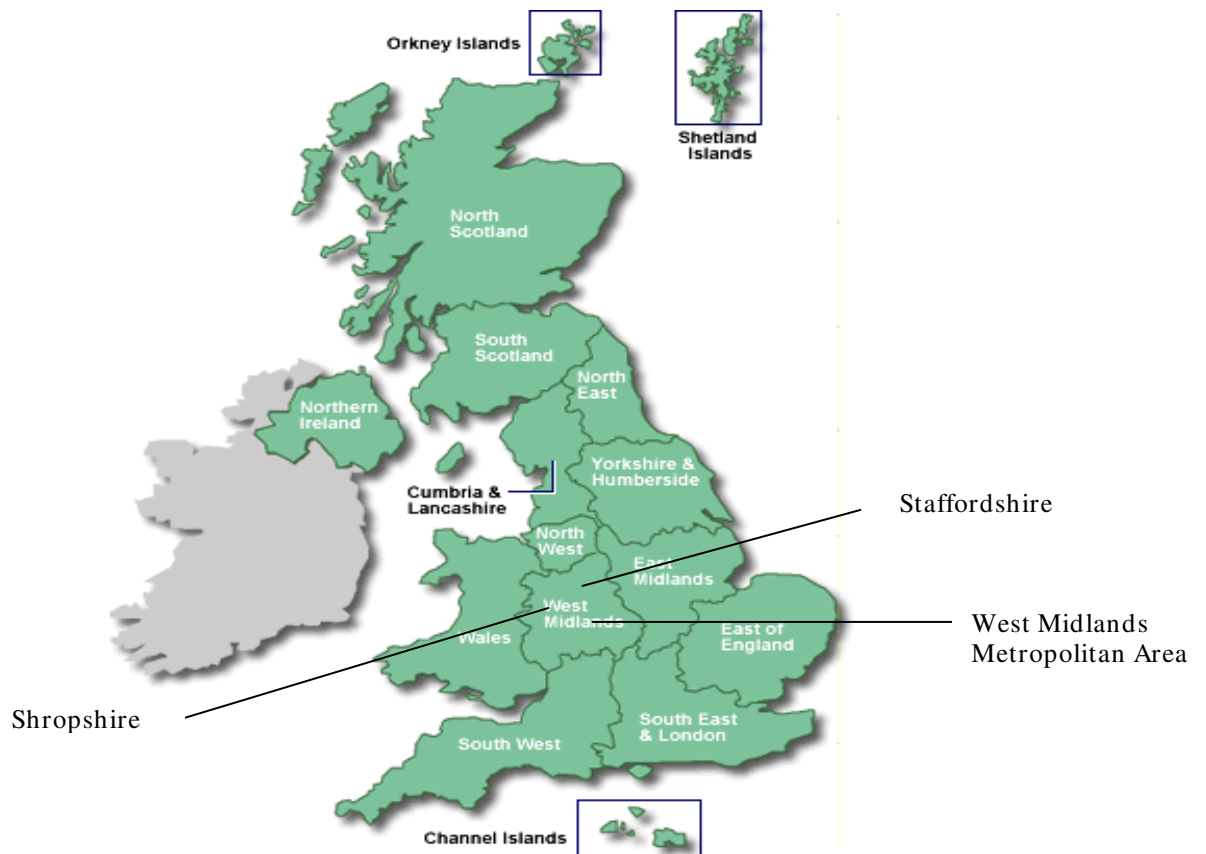 Orkney Islands
Shetland
Islands
North
Scotland
South
Scotland
North
East
Northern
Ireland
Yorkshire &
Humberside
Cumbria &
Lancashire
Staffordshire
North
West
East
Midlands
West
Midlands
Wales
East of
England
West Midlands
Metropolitan Area
Shropshire
South East
& London
South West
Channel Islands